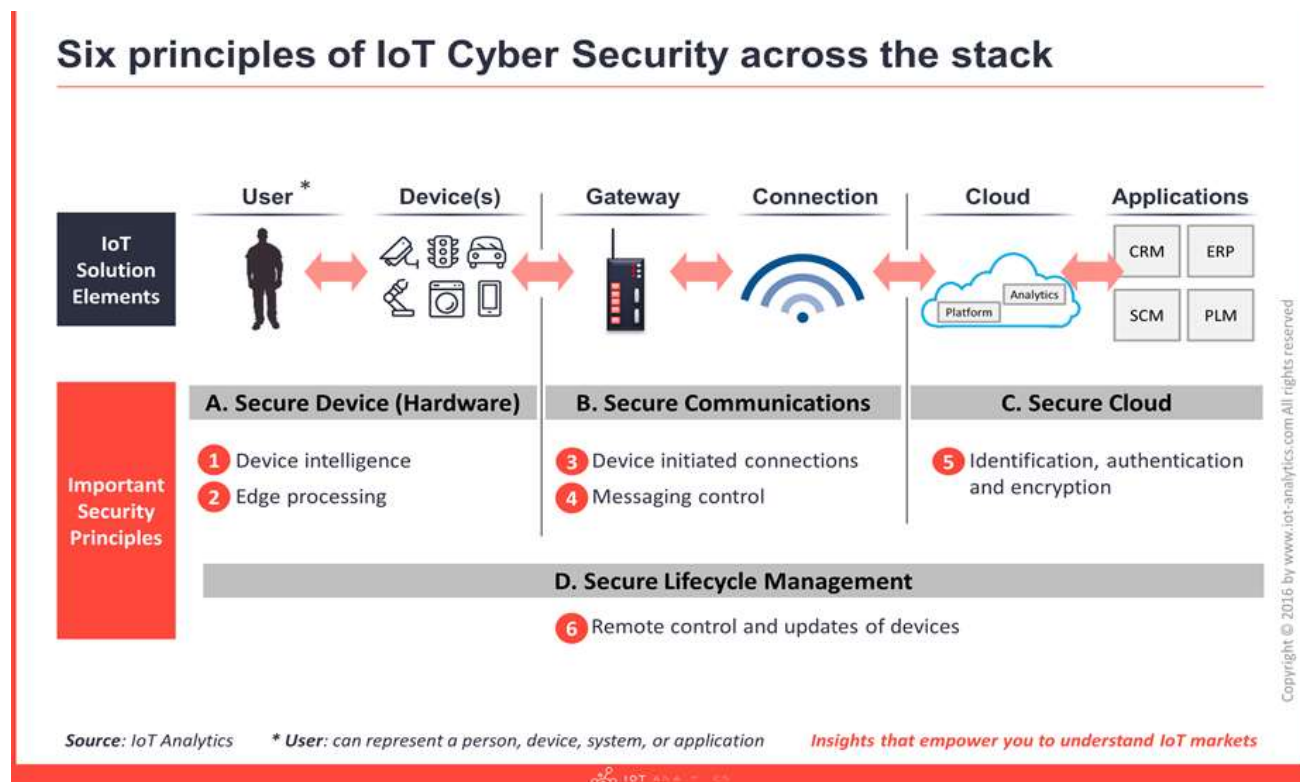 Six principles of IoT Cyber Security across the stack
User *
Device(s)
Gateway
Connection
Cloud
Applications
IoT
Solution
Elements
Platform
Analytics
CRM
ERP
SCM
PLM
Important
Security
Principles
A. Secure Device (Hardware)
1 Device intelligence
2 Edge processing
B. Secure Communications
3 Device initiated connections
4 Messaging control
C. Secure Cloud
5 Identification, authentication
and encryption
D. Secure Lifecycle Management
6 Remote control and updates of devices
Copyright © 2016 by www.iot-analytics.com All rights reserved
Source: IoT Analytics
* User: can represent a person, device, system, or application
Insights that empower you to understand IoT markets
IOT